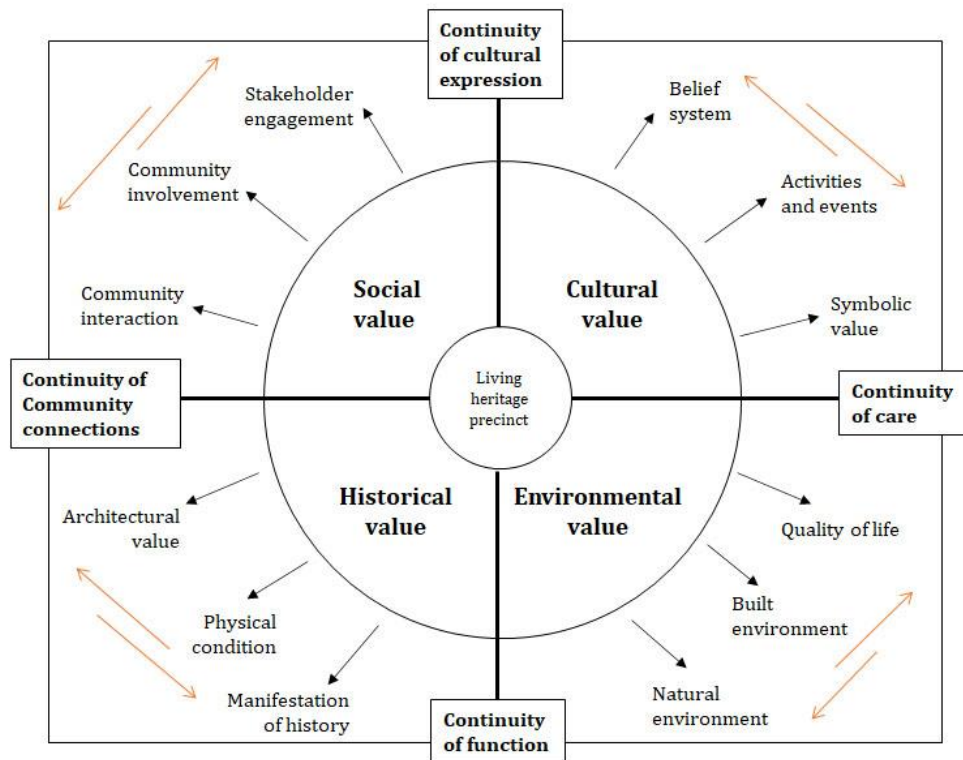 Continuity
of cultural
expression
Stakeholder
engagement
Belief
system
Community
involvement
Activities
and events
Social
value
Cultural
value
Community
interaction
Symbolic
value
Continuity of
Community
connections
Living
heritage
precinct
Continuity
of care
Historical
value
Environmental
value
Architectural
value
Quality of life
Physical
condition
Built
environment
Manifestation
of history
Natural
environment
Continuity
of function